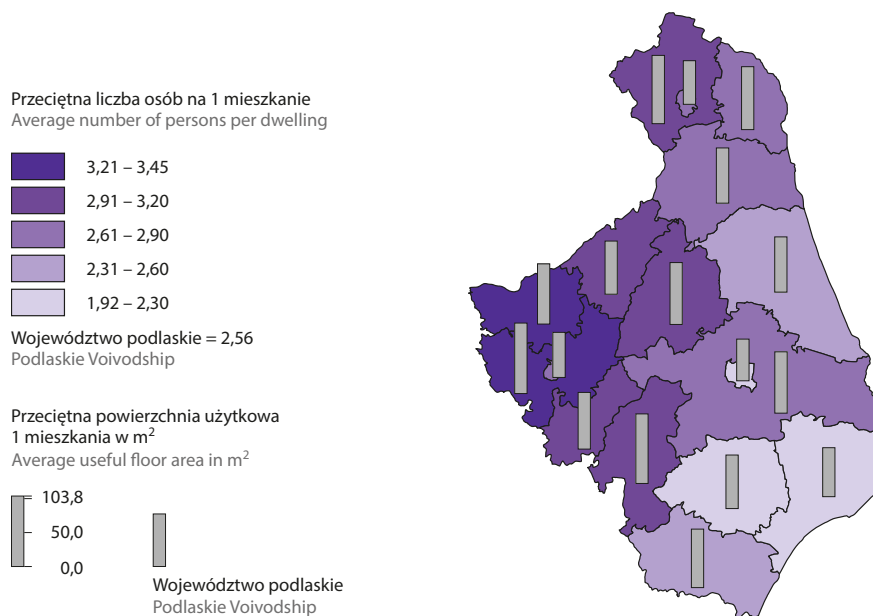 Przeciętna liczba osób na 1 mieszkanie
Average number of persons per dwelling
3,21 – 3,45
2,91 – 3,20
2,61 – 2,90
2,31 – 2,60
1,92 – 2,30
Województwo podlaskie = 2,56
Podlaskie Voivodship
Przeciętna powierzchnia użytkowa
1 mieszkania w m²
Average useful floor area in m²
103,8
50,0
0,0
Województwo podlaskie
Podlaskie Voivodship